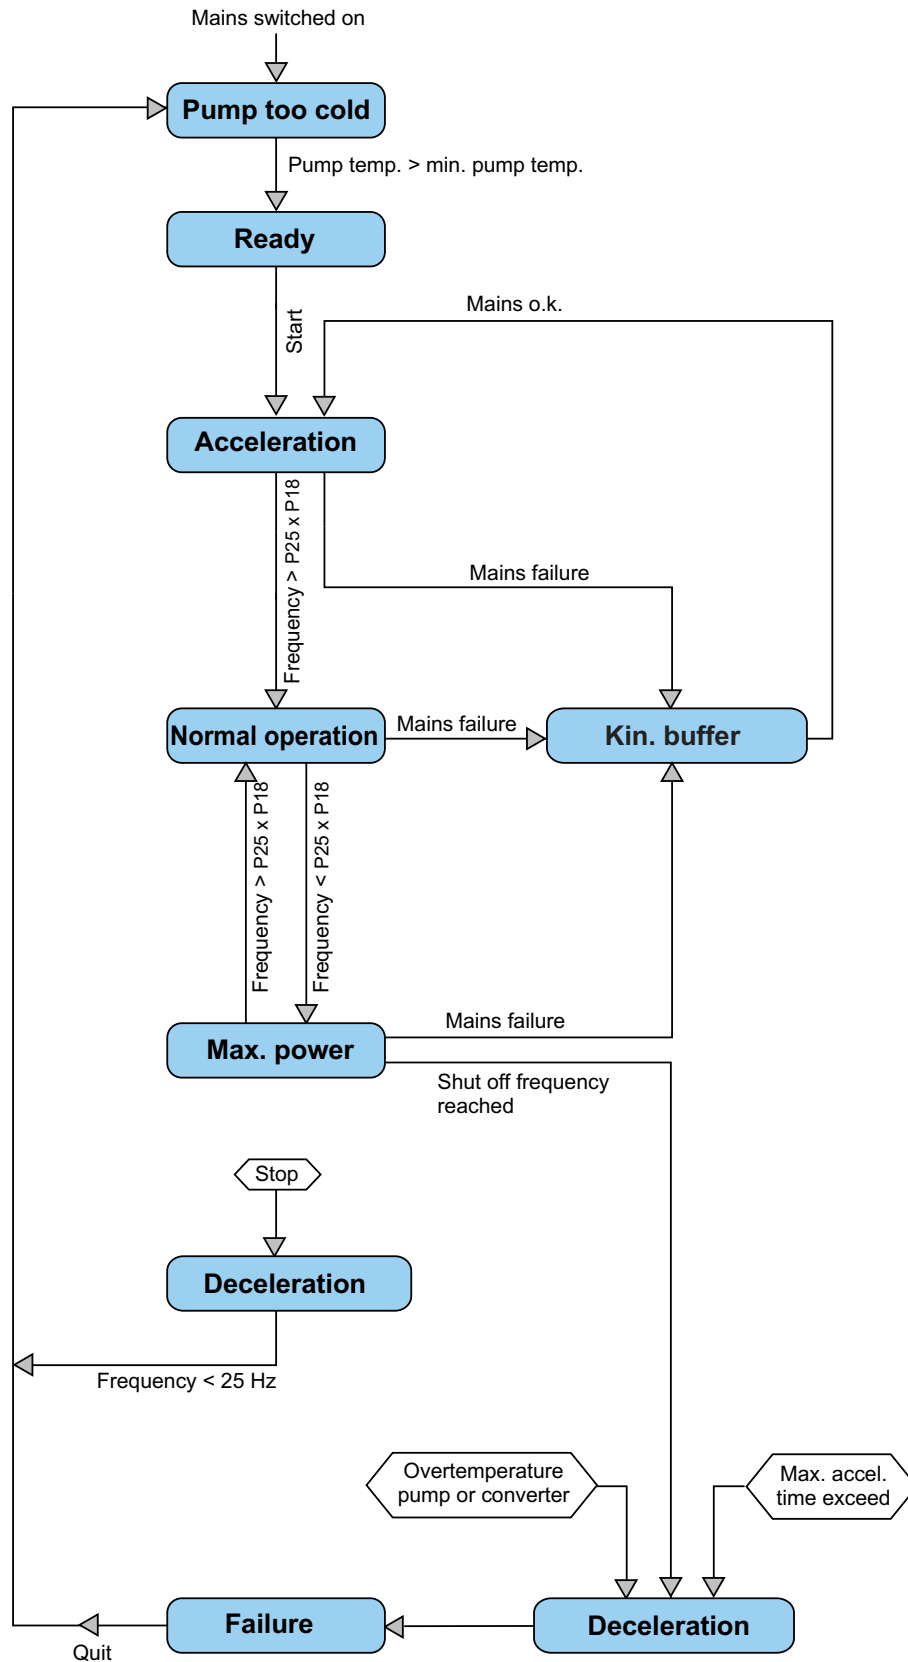 Mains switched on
Pump too cold
Pump temp. > min. pump temp.
Ready
Mains o.k.
Start
Acceleration
Frequency > P25 x P18
Mains failure
Normal operation
Mains failure
Kin. buffer
Frequency > P25 x P18
Frequency < P25 x P18
Max. power
Mains failure
Shut off frequency
reached
Stop
Deceleration
Frequency < 25 Hz
Overtemperature
pump or converter
Max. accel.
time exceed
Failure
Deceleration
Quit